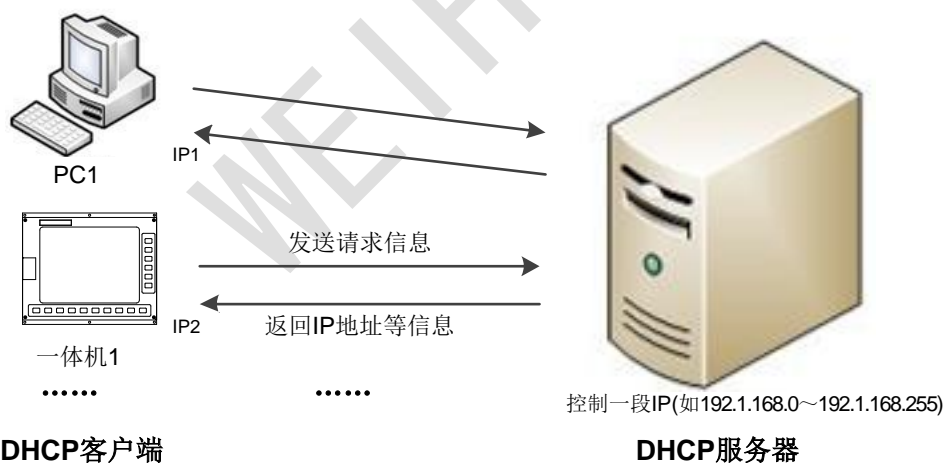 IP1
PC1
发送请求信息
IP2
返回IP地址等信息
一体机1
……
……
控制一段IP(如192.1.168.0～192.1.168.255)
DHCP客户端
DHCP服务器